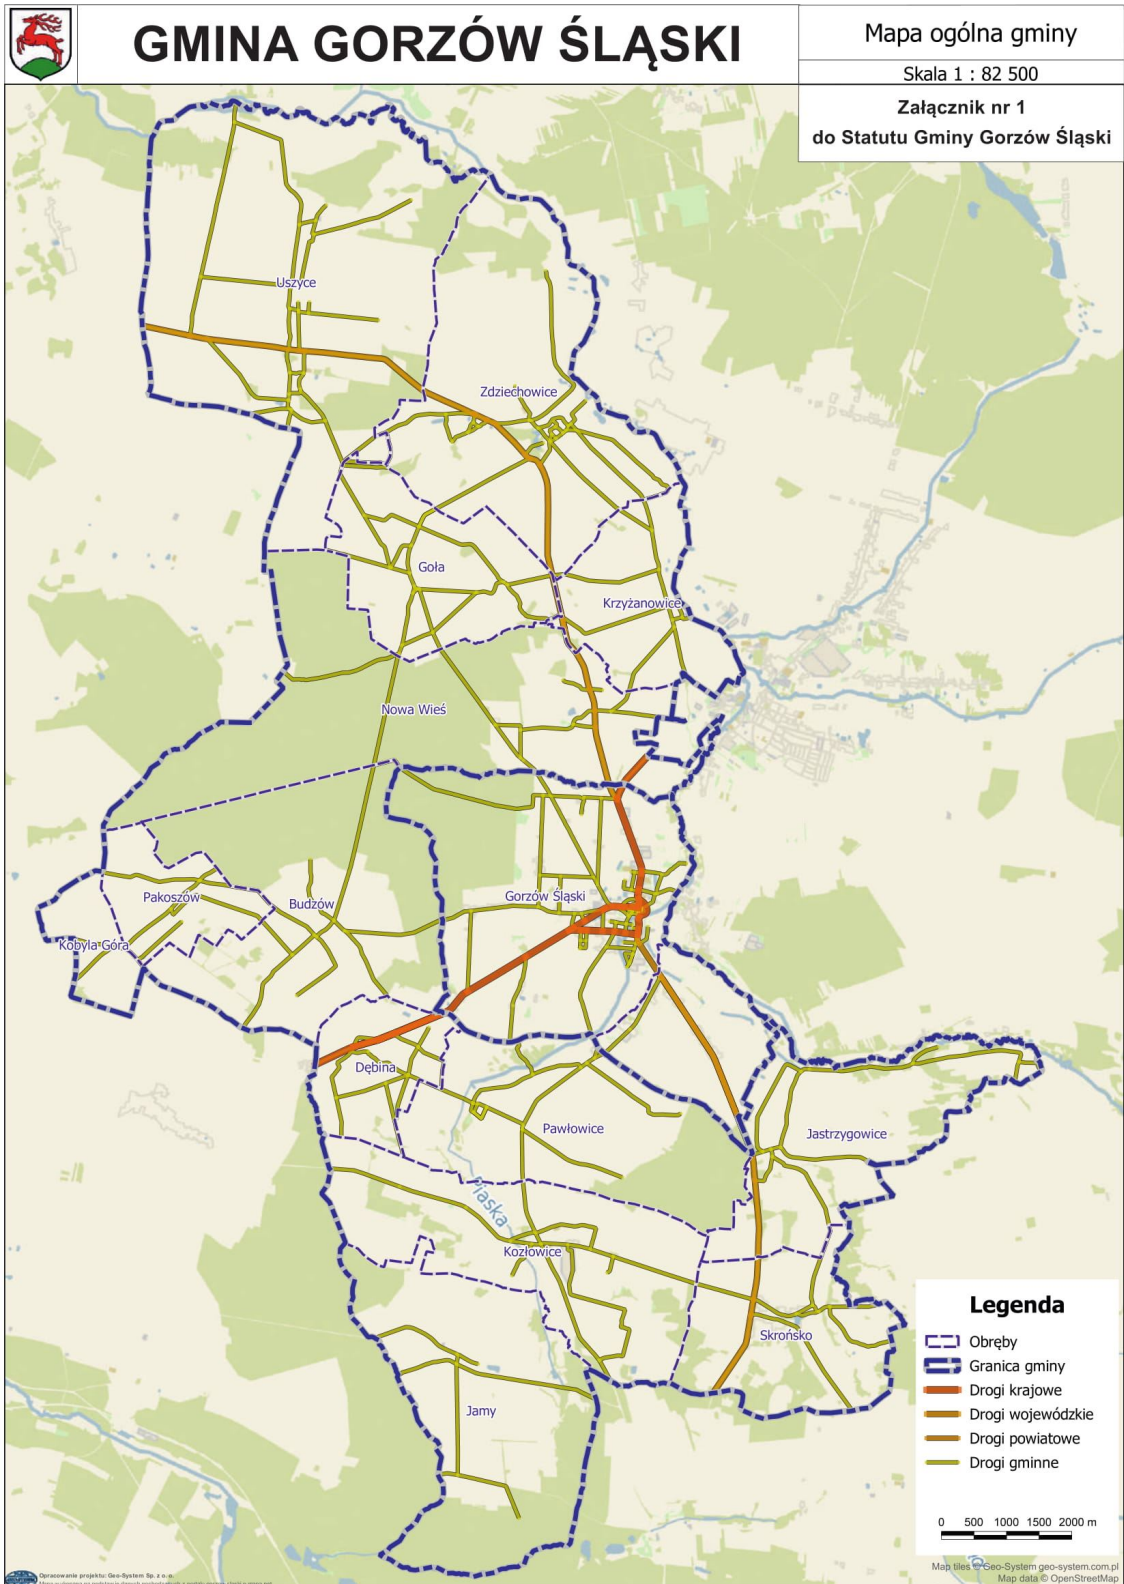 GMINA GORZÓW ŚLĄSKI
Mapa ogólna gminy
Skala 1 : 82 500
Załącznik nr 1
do Statutu Gminy Gorzów Śląski
Uszyce
Zdziechowice
Goła
Krzyżanowice
Nowa Wieś
Pakoszów
Budzów
Gorzów Śląski
Kobyla Góra
Dębina
Pawłowice
Jastrzygowice
Piaska
Kozłowice
Skrońsko
Jamy
Legenda
Obręby
Granica gminy
Drogi krajowe
Drogi wojewódzkie
Drogi powiatowe
Drogi gminne
0 500 1000 1500 2000 m
Map tiles © Geo-System geo-system.com.pl
Map data © OpenStreetMap
Opracowanie projektu: Geo-System Sp. z o.o.